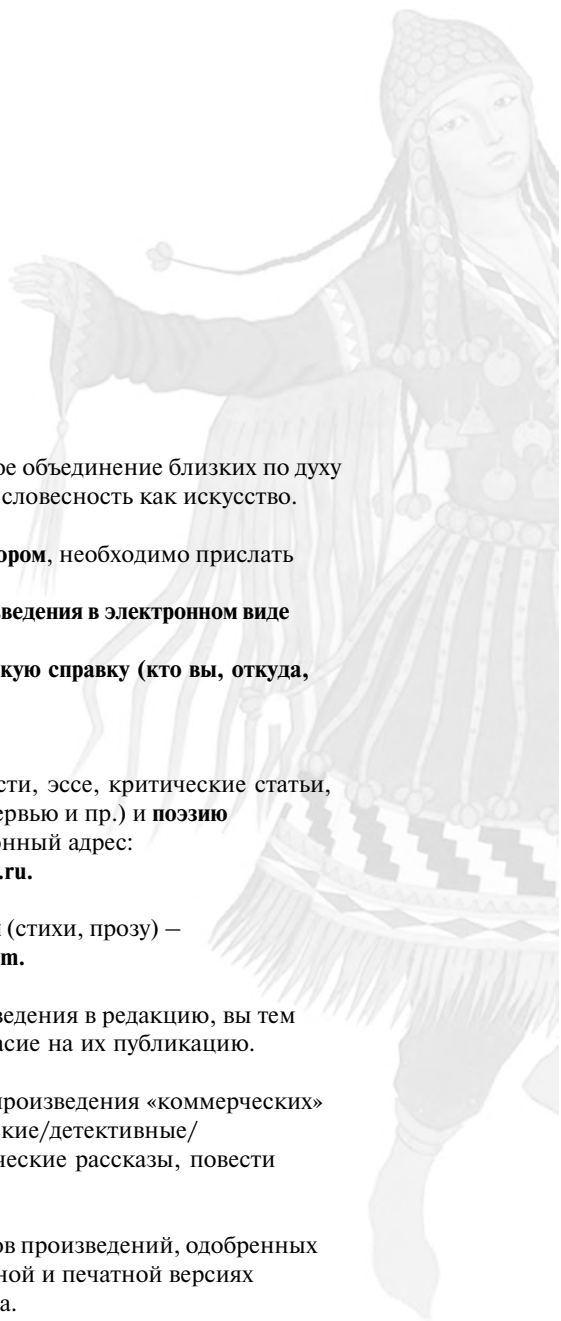 ое объединение близких по духу
словесность как искусство.
ором, необходимо прислать
ведения в электронном виде
кую справку (кто вы, откуда,
сти, эссе, критические статьи,
ервью и пр.) и поэзию
онный адрес:
.ru.
(стихи, прозу) –
m.
ведения в редакцию, вы тем
асие на их публикацию.
произведения «коммерческих»
кие/детективные/
ческие рассказы, повести
ов произведений, одобренных
ной и печатной версиях
а.